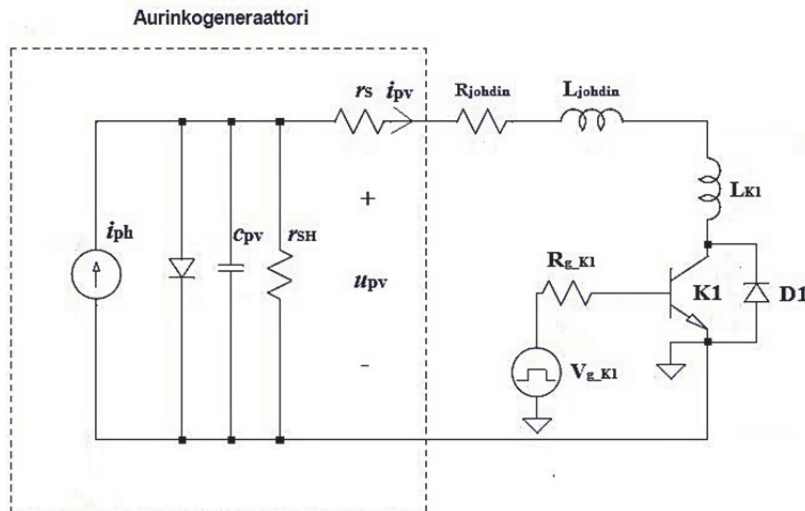 Aurinkogeneraattori
rS
ipv
Rjohdin
Ljohdin
LK1
iph
cpv
rSH
+
upv
-
Rg_K1
K1
D1
Vg_K1